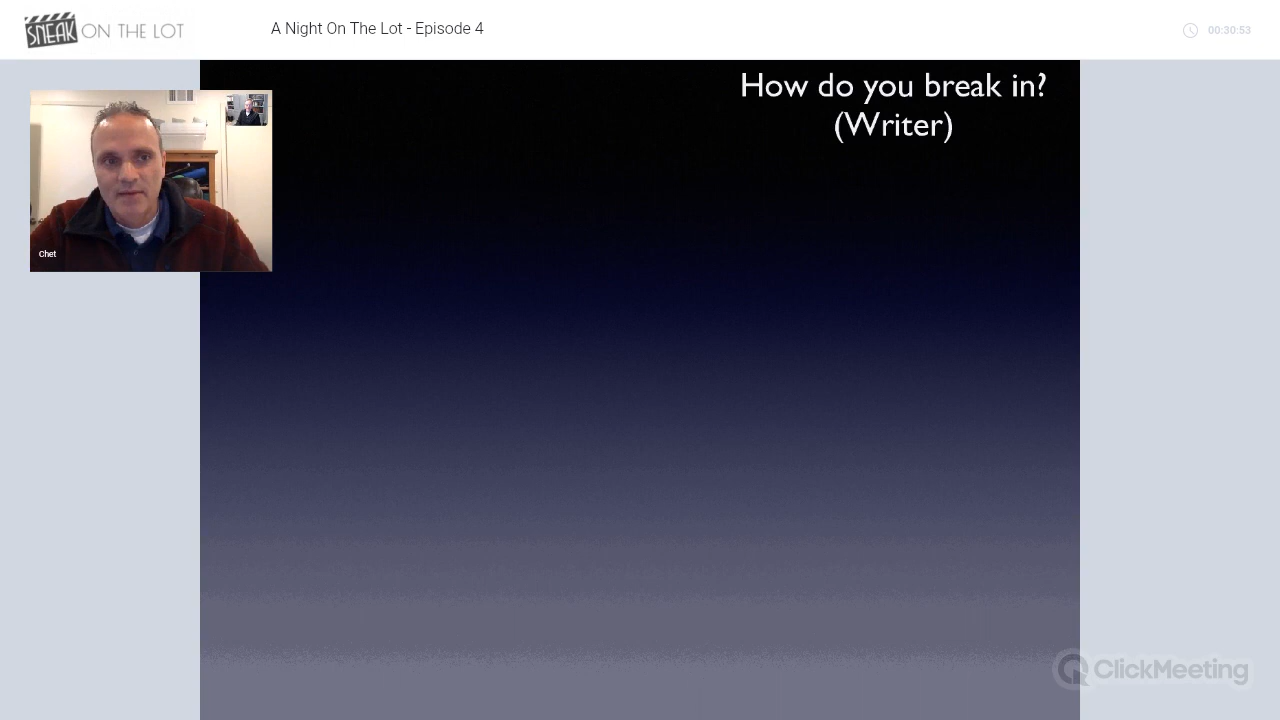 SNEAK ON THE LOT
A Night On The Lot - Episode 4
00:30:53
How do you break in?
(Writer)
Chet
ClickMeeting